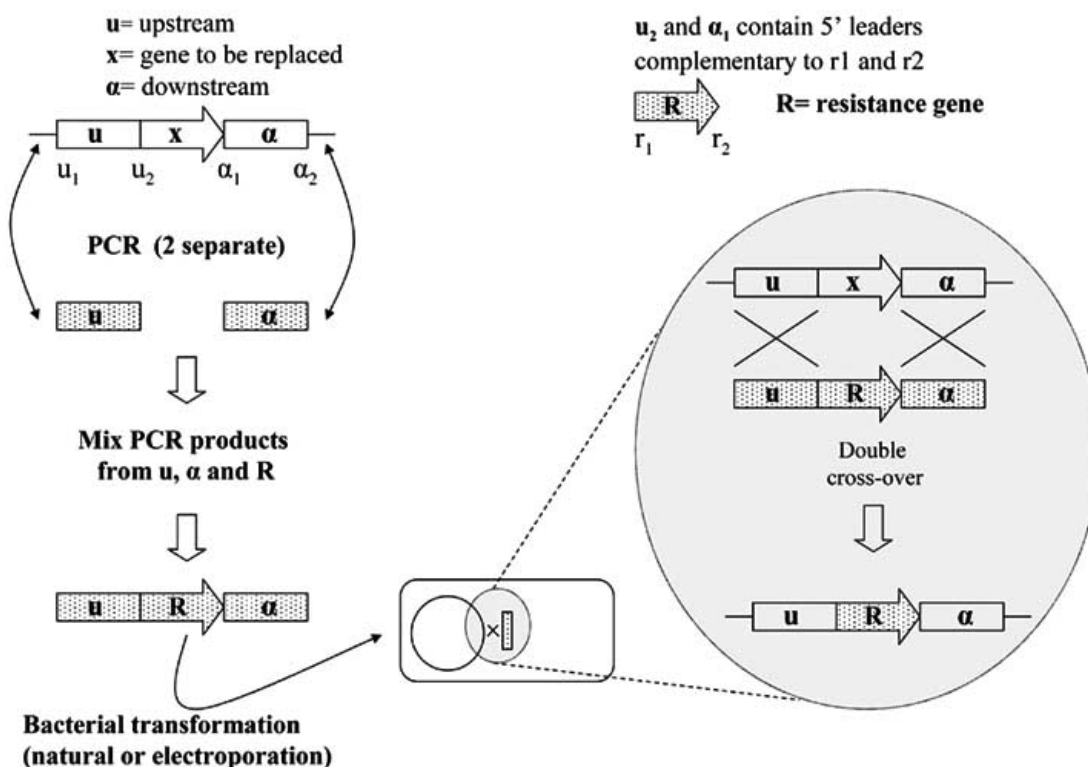 u= upstream
x= gene to be replaced
α= downstream
u x α
u₁ u₂ α₁ α₂
PCR (2 separate)
u α
Mix PCR products
from u, α and R
u R α
Bacterial transformation
(natural or electroporation)
u₂ and α₁ contain 5’ leaders
complementary to r1 and r2
R R= resistance gene
r₁ r₂
u x α
u R α
Double
cross-over
u R α